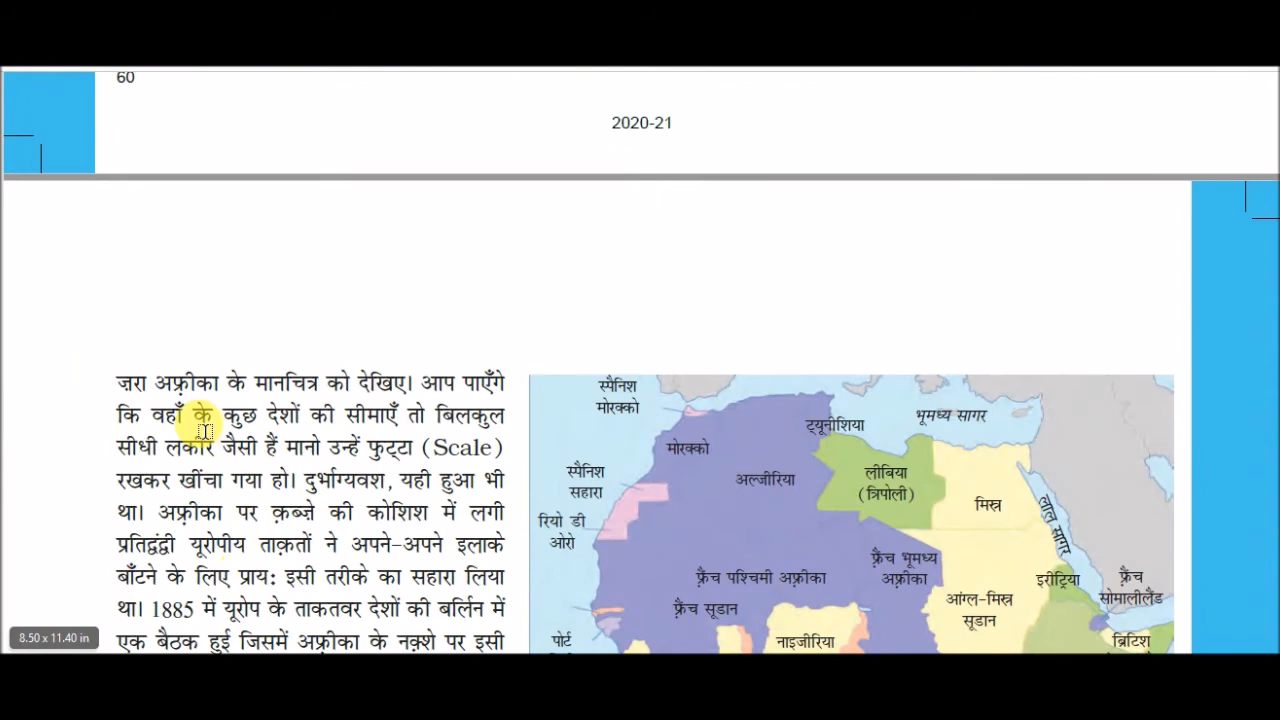 60
2020-21
ज़रा अफ़्रीका के मानचित्र को देखिए। आप पाएँगे
कि वहाँ के कुछ देशों की सीमाएँ तो बिलकुल
सीधी लकीर जैसी हैं मानो उन्हें फुट्टा (Scale)
रखकर खींचा गया हो। दुर्भाग्यवश, यही हुआ भी
था। अफ़्रीका पर क़ब्ज़े की कोशिश में लगी
प्रतिद्वंद्वी यूरोपीय ताक़तों ने अपने-अपने इलाके
बाँटने के लिए प्राय: इसी तरीके का सहारा लिया
था। 1885 में यूरोप के ताकतवर देशों की बर्लिन में
एक बैठक हुई जिसमें अफ़्रीका के नक़्शे पर इसी
स्पैनिश
मोरक्को
मोरक्को
ट्यूनीशिया
भूमध्य सागर
अल्जीरिया
लीबिया
(त्रिपोली)
मिस्र
लाल सागर
स्पैनिश
सहारा
रियो डी
ओरो
फ़्रैंच पश्चिमी अफ़्रीका
फ़्रैंच सूडान
फ़्रैंच भूमध्य
अफ़्रीका
आंग्ल-मिस्र
सूडान
इरीट्रिया
फ़्रैंच
सोमालीलैंड
ब्रिटिश
पोर्ट
नाइजीरिया
8.50 x 11.40 in